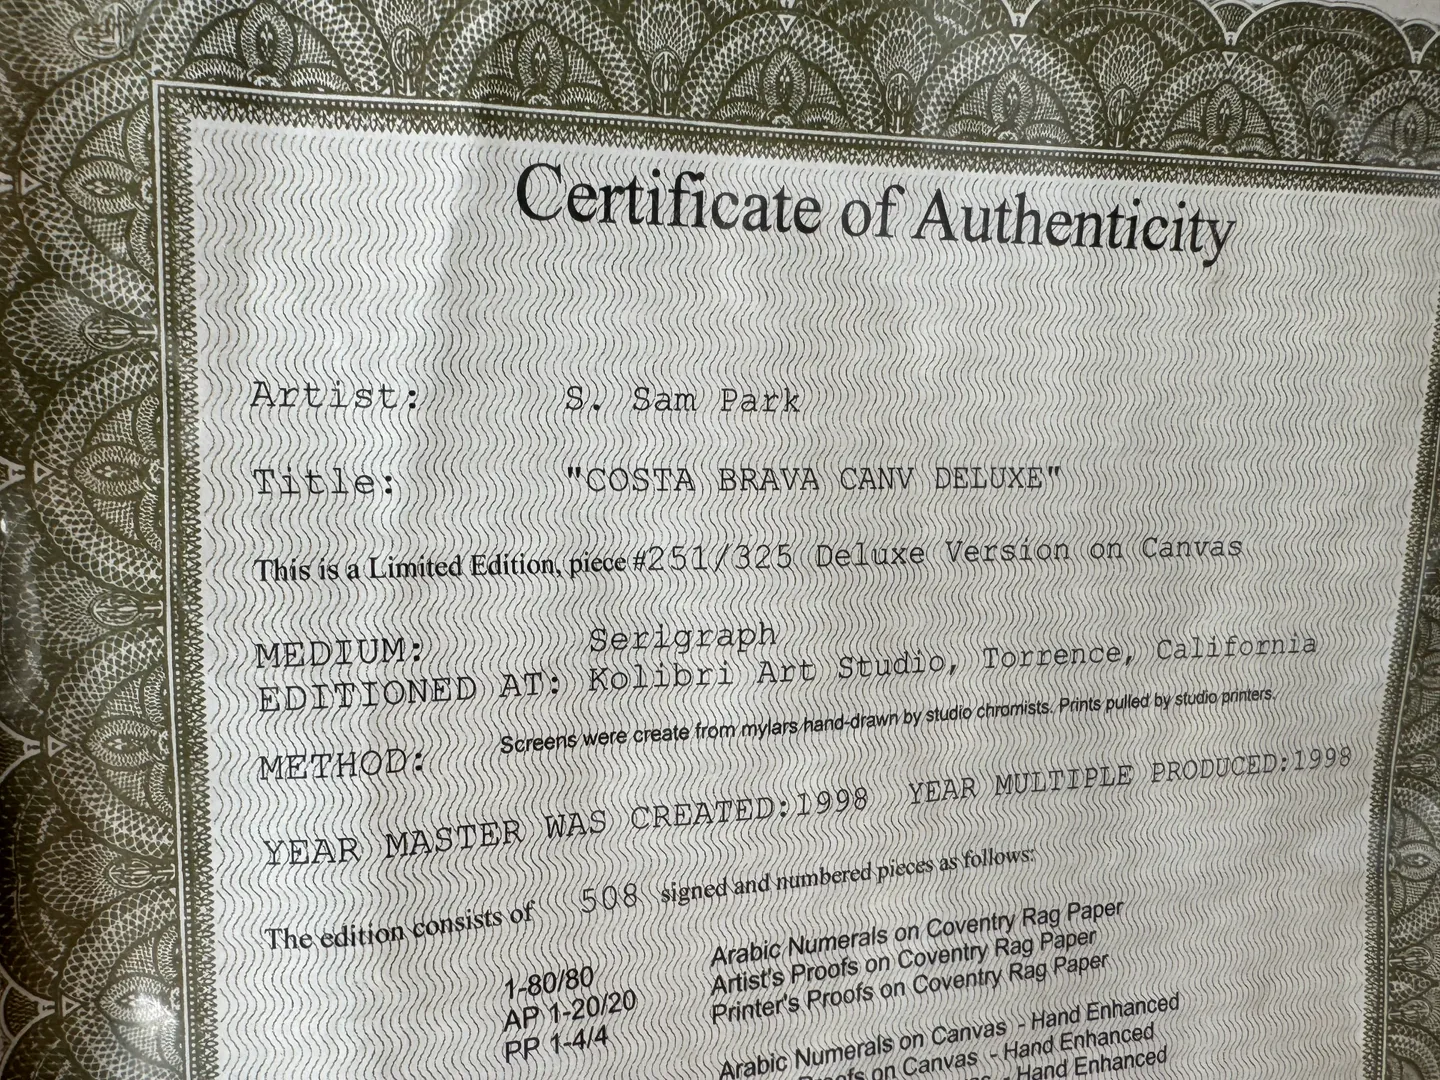 Certificate of Authenticity
Artist: S. Sam Park
Title: "COSTA BRAVA CANV DELUXE"
This is a Limited Edition, piece #251/325 Deluxe Version on Canvas
MEDIUM: Serigraph
EDITIONED AT: Kolibri Art Studio, Torrence, California
METHOD: Screens were create from mylars hand-drawn by studio chromists. Prints pulled by studio printers.
YEAR MASTER WAS CREATED:1998 YEAR MULTIPLE PRODUCED:1998
The edition consists of 508 signed and numbered pieces as follows:
1-80/80 Arabic Numerals on Coventry Rag Paper
AP 1-20/20 Artist's Proofs on Coventry Rag Paper
PP 1-4/4 Printer's Proofs on Coventry Rag Paper
Arabic Numerals on Canvas - Hand Enhanced
Proofs on Canvas - Hand Enhanced
- Hand Enhanced